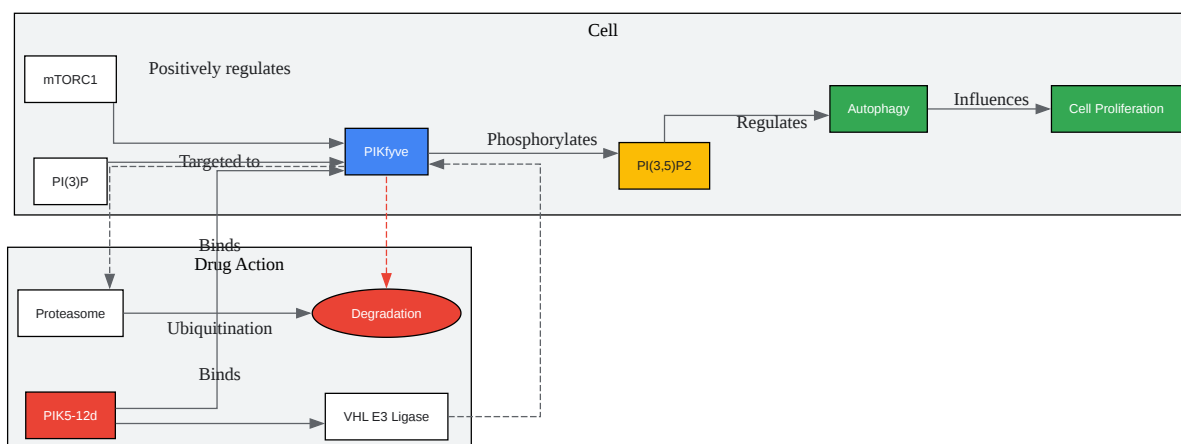 Cell
mTORC1
Positively regulates
PI(3)P
Targeted to
PIKfyve
Phosphorylates
PI(3,5)P2
Regulates
Autophagy
Influences
Cell Proliferation
Binds
Drug Action
Proteasome
Ubiquitination
Degradation
Binds
PIK5-12d
VHL E3 Ligase